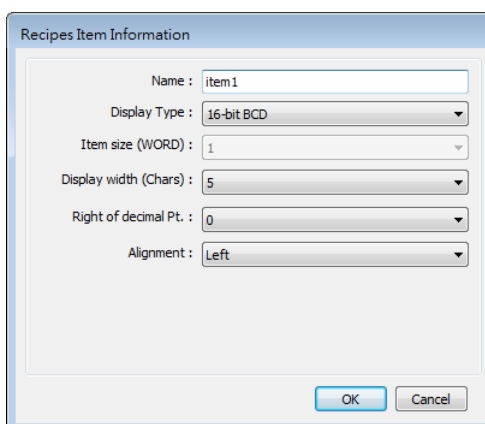 Recipes Item Information
Name : item1
Display Type : 16-bit BCD
Item size (WORD) : 1
Display width (Chars) : 5
Right of decimal Pt. : 0
Alignment : Left
OK Cancel